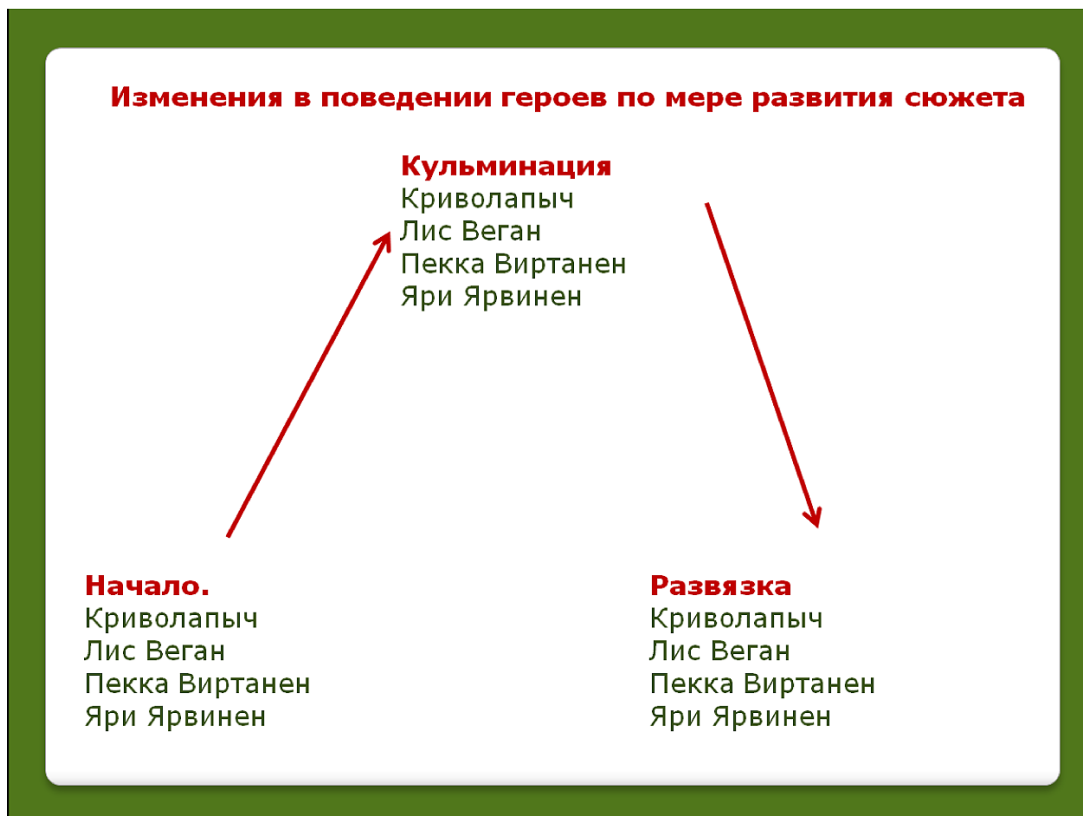 Изменения в поведении героев по мере развития сюжета
Кульминация
Криволапыч
Лис Веган
Пекка Виртанен
Яри Ярвинен
Начало.
Криволапыч
Лис Веган
Пекка Виртанен
Яри Ярвинен
Развязка
Криволапыч
Лис Веган
Пекка Виртанен
Яри Ярвинен